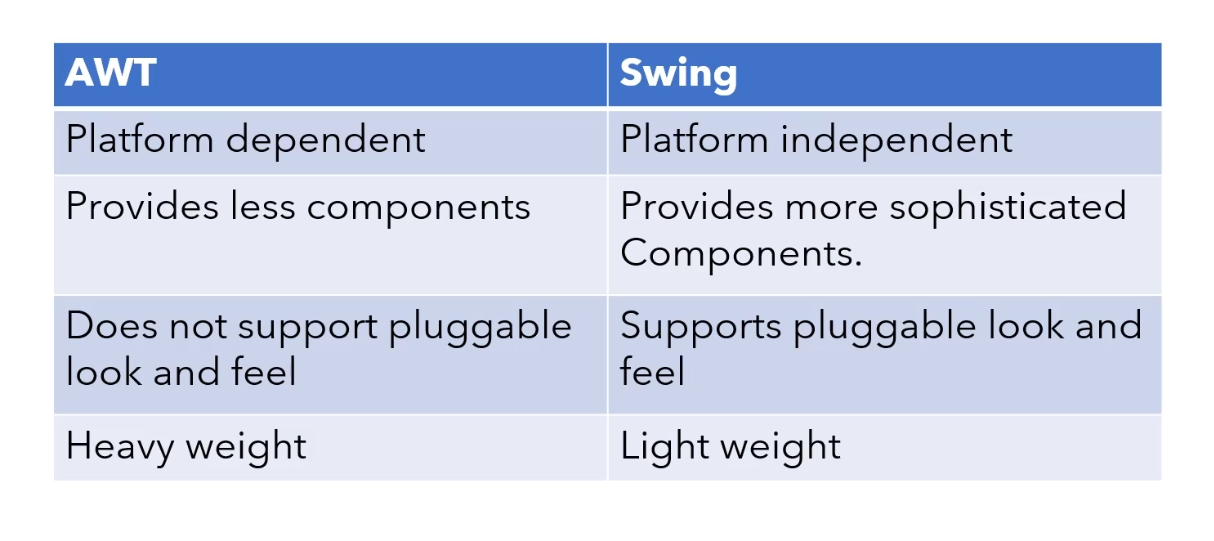 AWT
Swing
Platform dependent
Platform independent
Provides less components
Provides more sophisticated
Components.
Does not support pluggable
look and feel
Supports pluggable look and
feel
Heavy weight
Light weight